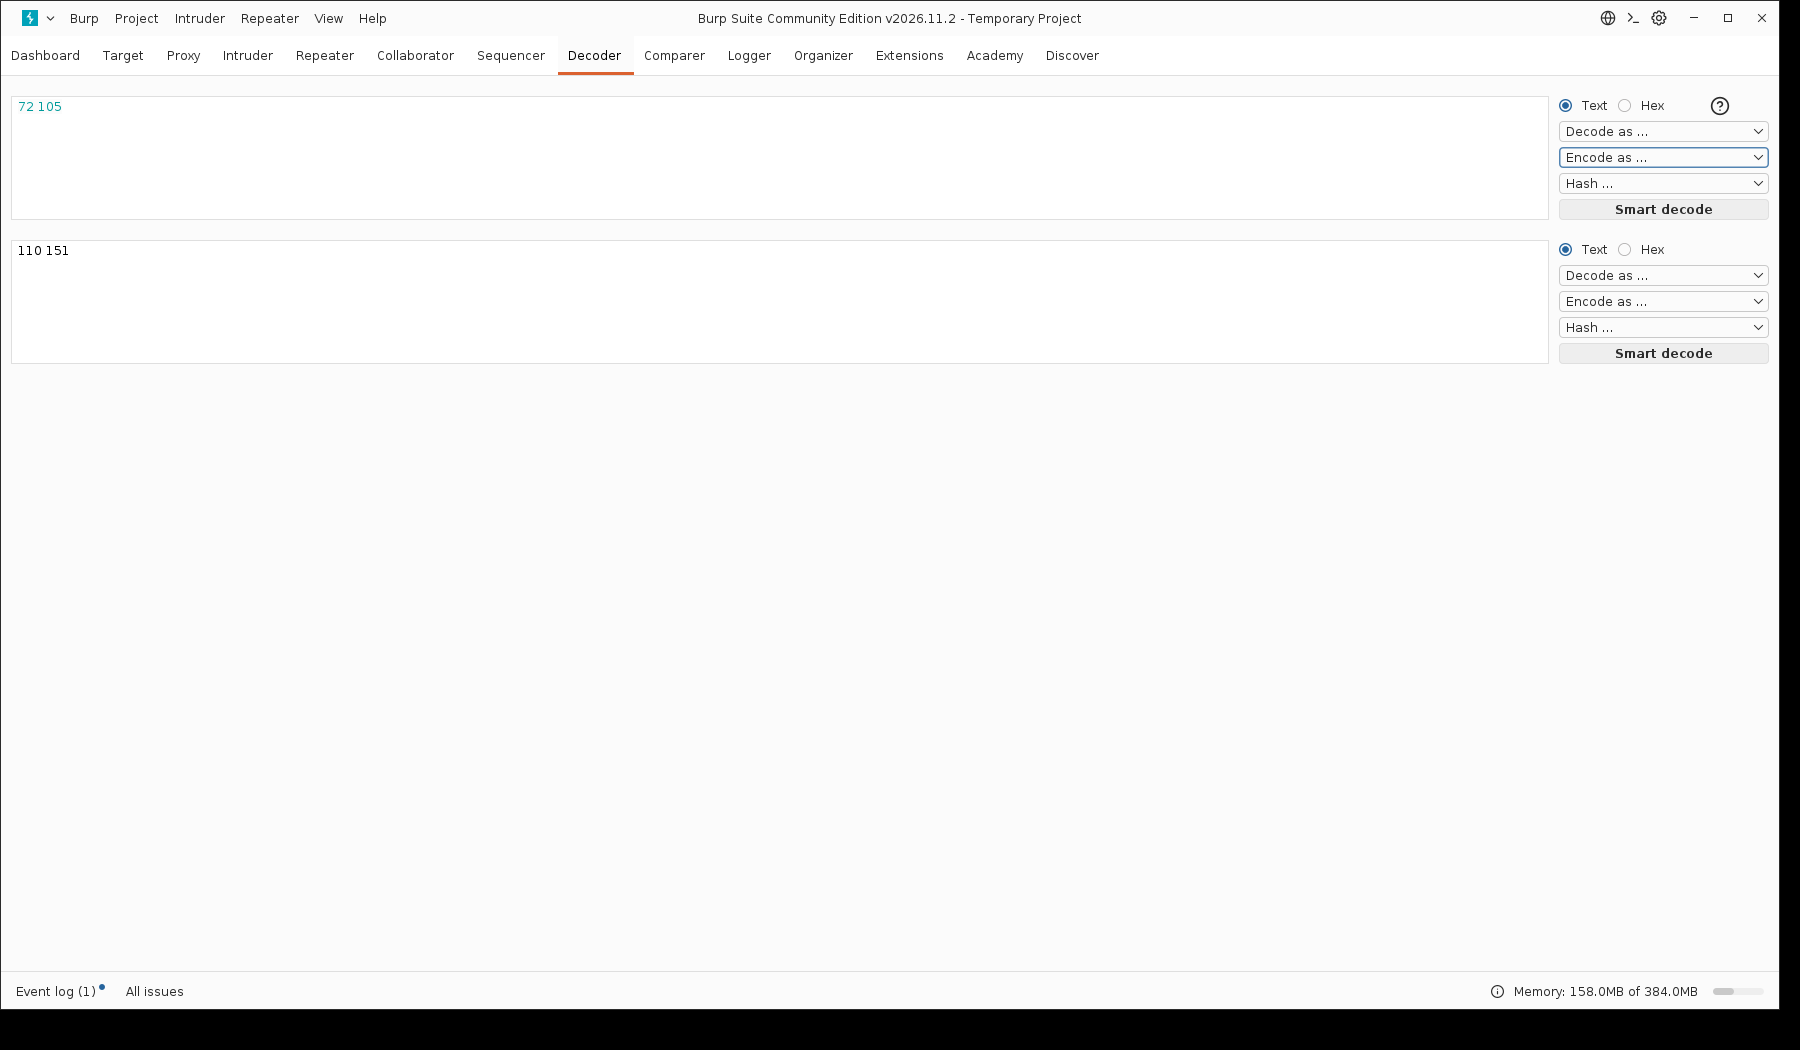 Burp Project Intruder Repeater View Help Burp Suite Community Edition v2026.11.2 - Temporary Project
Dashboard Target Proxy Intruder Repeater Collaborator Sequencer Decoder Comparer Logger Organizer Extensions Academy Discover
72 105
Text Hex ?
Decode as ...
Encode as ...
Hash ...
Smart decode
110 151
Text Hex
Decode as ...
Encode as ...
Hash ...
Smart decode
Event log (1) All issues Memory: 158.0MB of 384.0MB